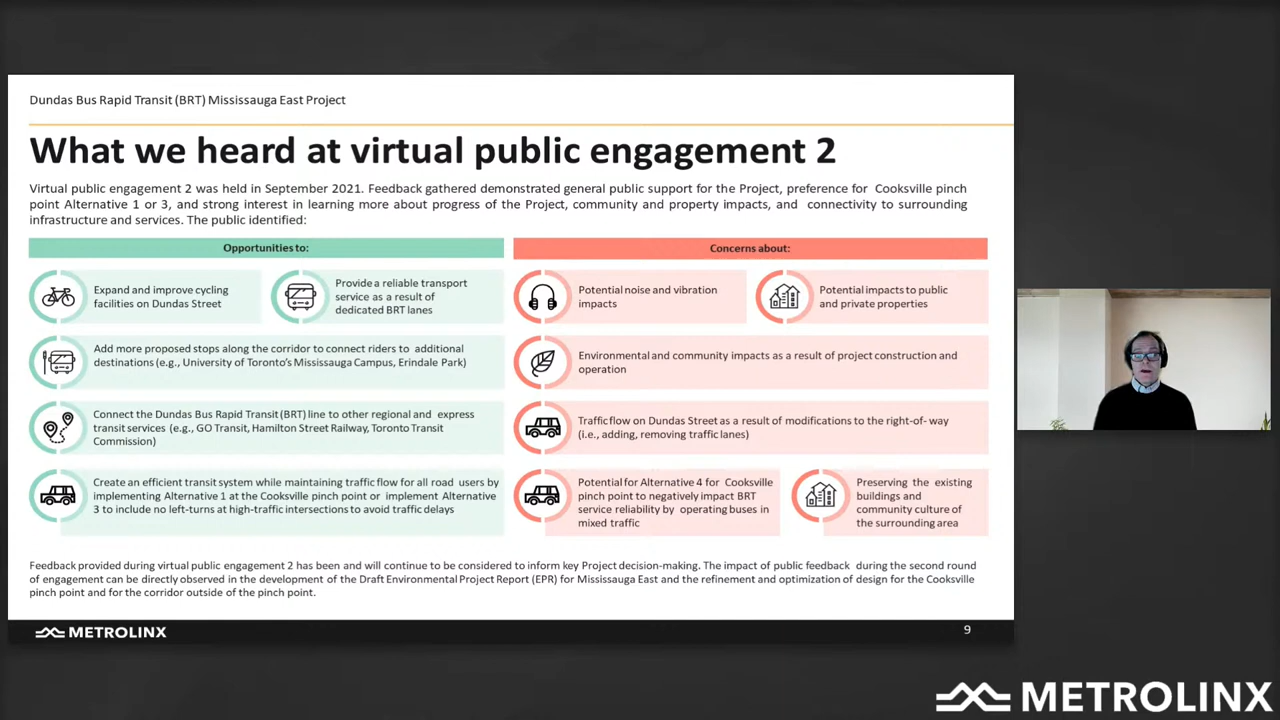 Dundas Bus Rapid Transit (BRT) Mississauga East Project
What we heard at virtual public engagement 2
Virtual public engagement 2 was held in September 2021. Feedback gathered demonstrated general public support for the Project, preference for Cooksville pinch
point Alternative 1 or 3, and strong interest in learning more about progress of the Project, community and property impacts, and connectivity to surrounding
infrastructure and services. The public identified:
Opportunities to:
Expand and improve cycling
facilities on Dundas Street
Provide a reliable transport
service as a result of
dedicated BRT lanes
Add more proposed stops along the corridor to connect riders to additional
destinations (e.g., University of Toronto's Mississauga Campus, Erindale Park)
Connect the Dundas Bus Rapid Transit (BRT) line to other regional and express
transit services (e.g., GO Transit, Hamilton Street Railway, Toronto Transit
Commission)
Create an efficient transit system while maintaining traffic flow for all road users by
implementing Alternative 1 at the Cooksville pinch point or implement Alternative
3 to include no left-turns at high-traffic intersections to avoid traffic delays
Concerns about:
Potential noise and vibration
impacts
Potential impacts to public
and private properties
Environmental and community impacts as a result of project construction and
operation
Traffic flow on Dundas Street as a result of modifications to the right-of- way
(i.e., adding, removing traffic lanes)
Potential for Alternative 4 for Cooksville
pinch point to negatively impact BRT
service reliability by operating buses in
mixed traffic
Preserving the existing
buildings and
community culture of
the surrounding area
Feedback provided during virtual public engagement 2 has been and will continue to be considered to inform key Project decision-making. The impact of public feedback during the second round
of engagement can be directly observed in the development of the Draft Environmental Project Report (EPR) for Mississauga East and the refinement and optimization of design for the Cooksville
pinch point and for the corridor outside of the pinch point.
METROLINX
9
METROLINX